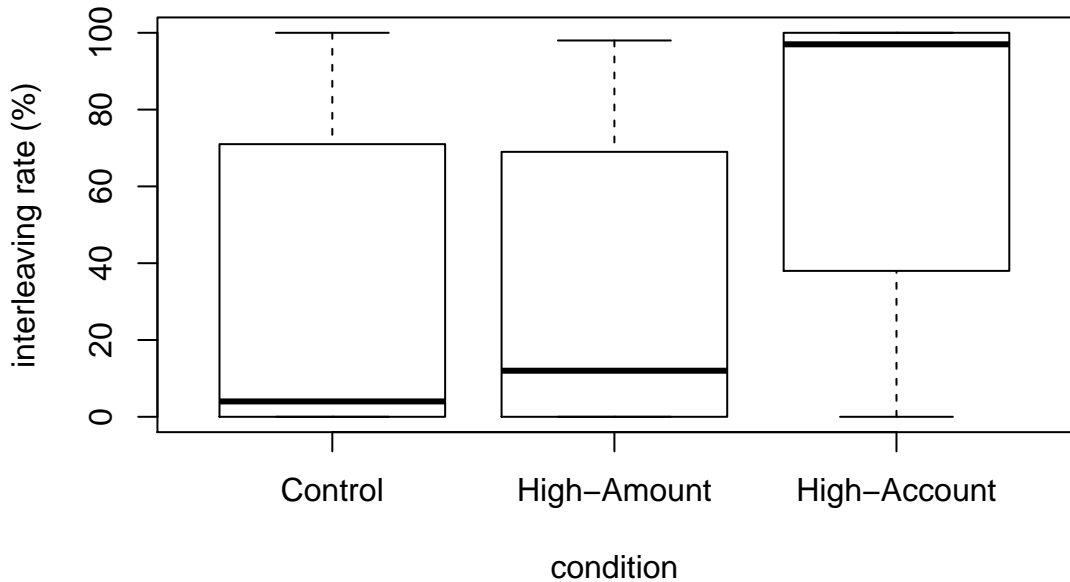 interleaving rate (%)
100
80
60
40
20
0
Control
High−Amount
High−Account
condition